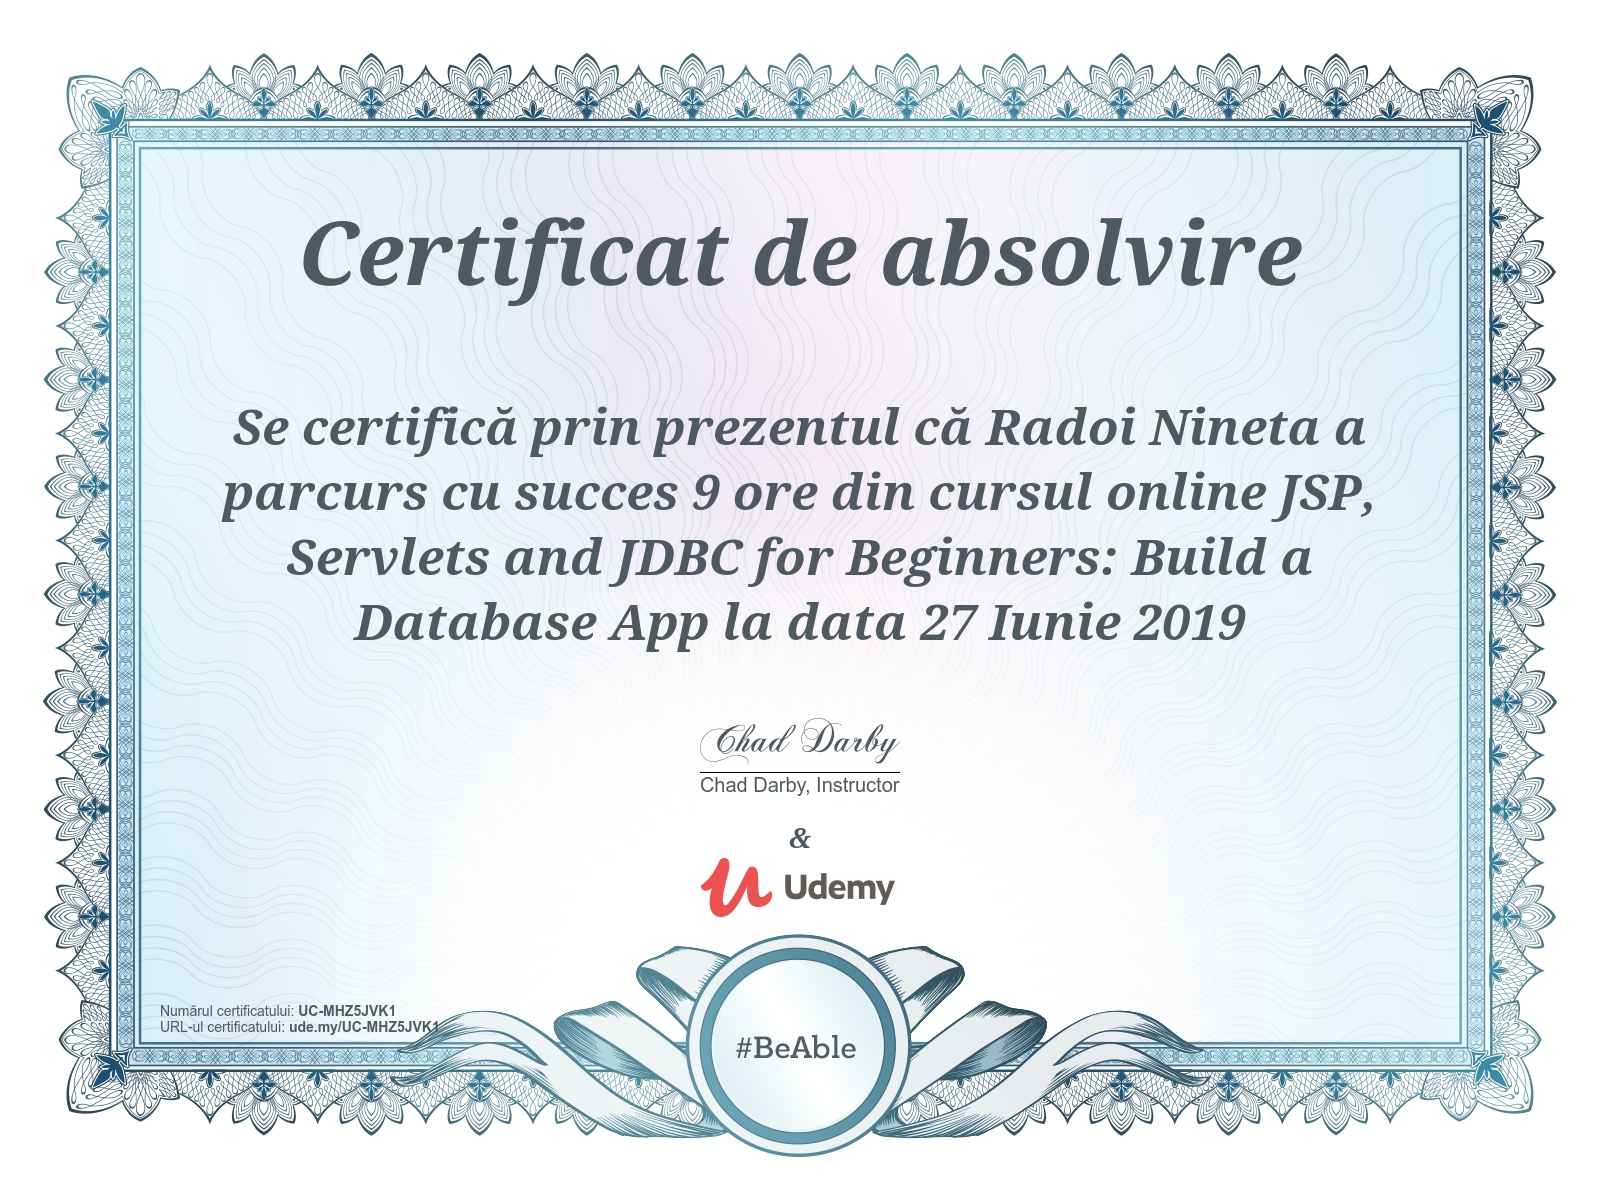 Certificat de absolvire
Se certifică prin prezentul că Radoi Nineta a
parcurs cu succes 9 ore din cursul online JSP,
Servlets and JDBC for Beginners: Build a
Database App la data 27 Iunie 2019
Chad Darby
Chad Darby, Instructor
&
Udemy
Numărul certificatului: UC-MHZ5JVK1
URL-ul certificatului: ude.my/UC-MHZ5JVK1
#BeAble